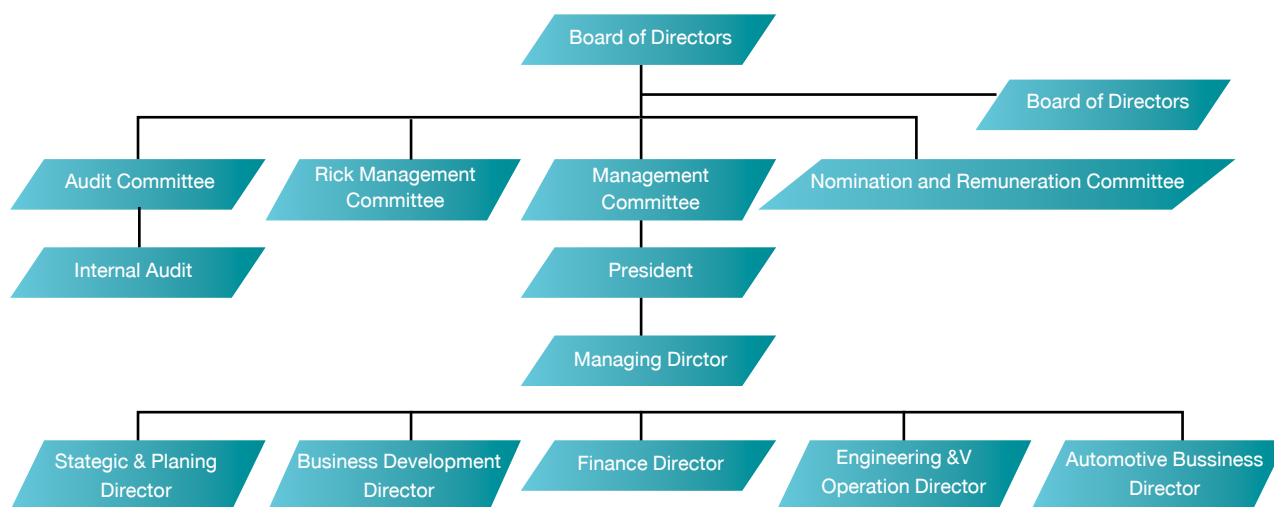 Board of Directors
Board of Directors
Audit Committee
Rick Management
Committee
Management
Committee
Nomination and Remuneration Committee
Internal Audit
President
Managing Dirctor
Stategic & Planing
Director
Business Development
Director
Finance Director
Engineering &V
Operation Director
Automotive Bussiness
Director